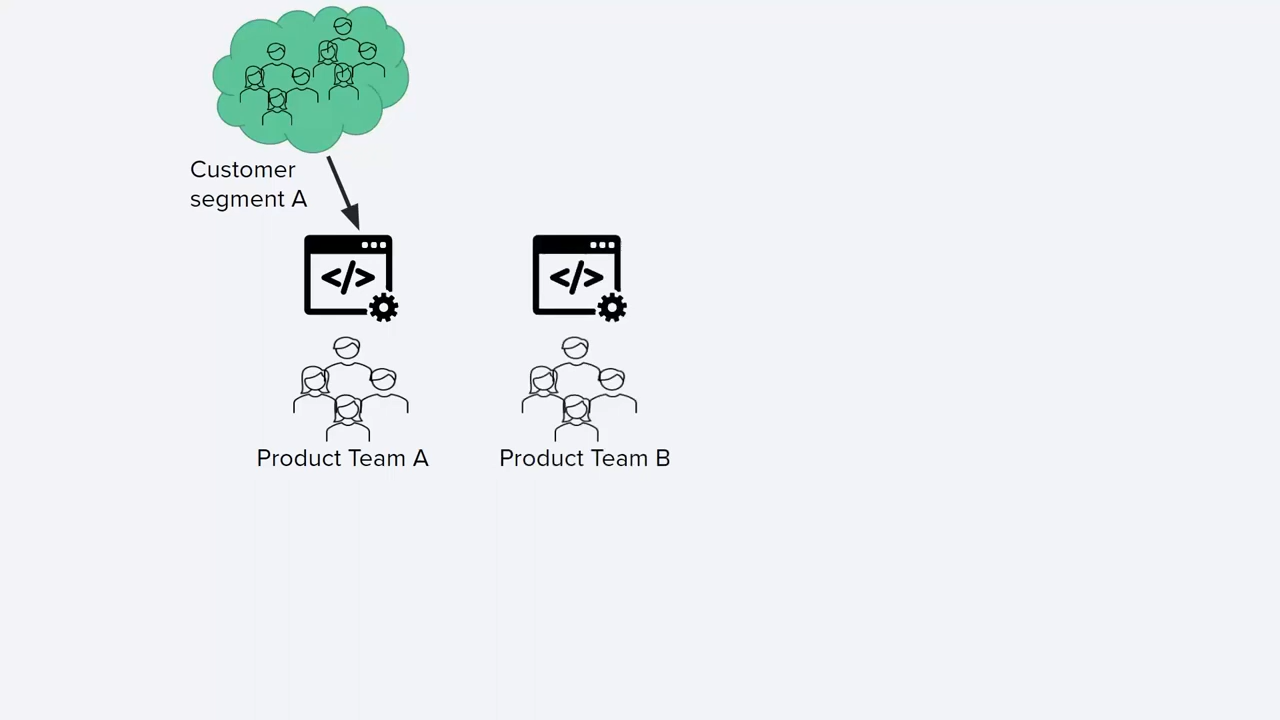 Customer
segment A
</>
</>
Product Team A
Product Team B